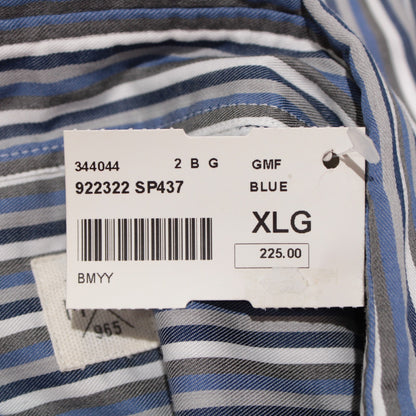 344044 2 B G GMF
922322 SP437 BLUE
XLG
225.00
BMYY
965